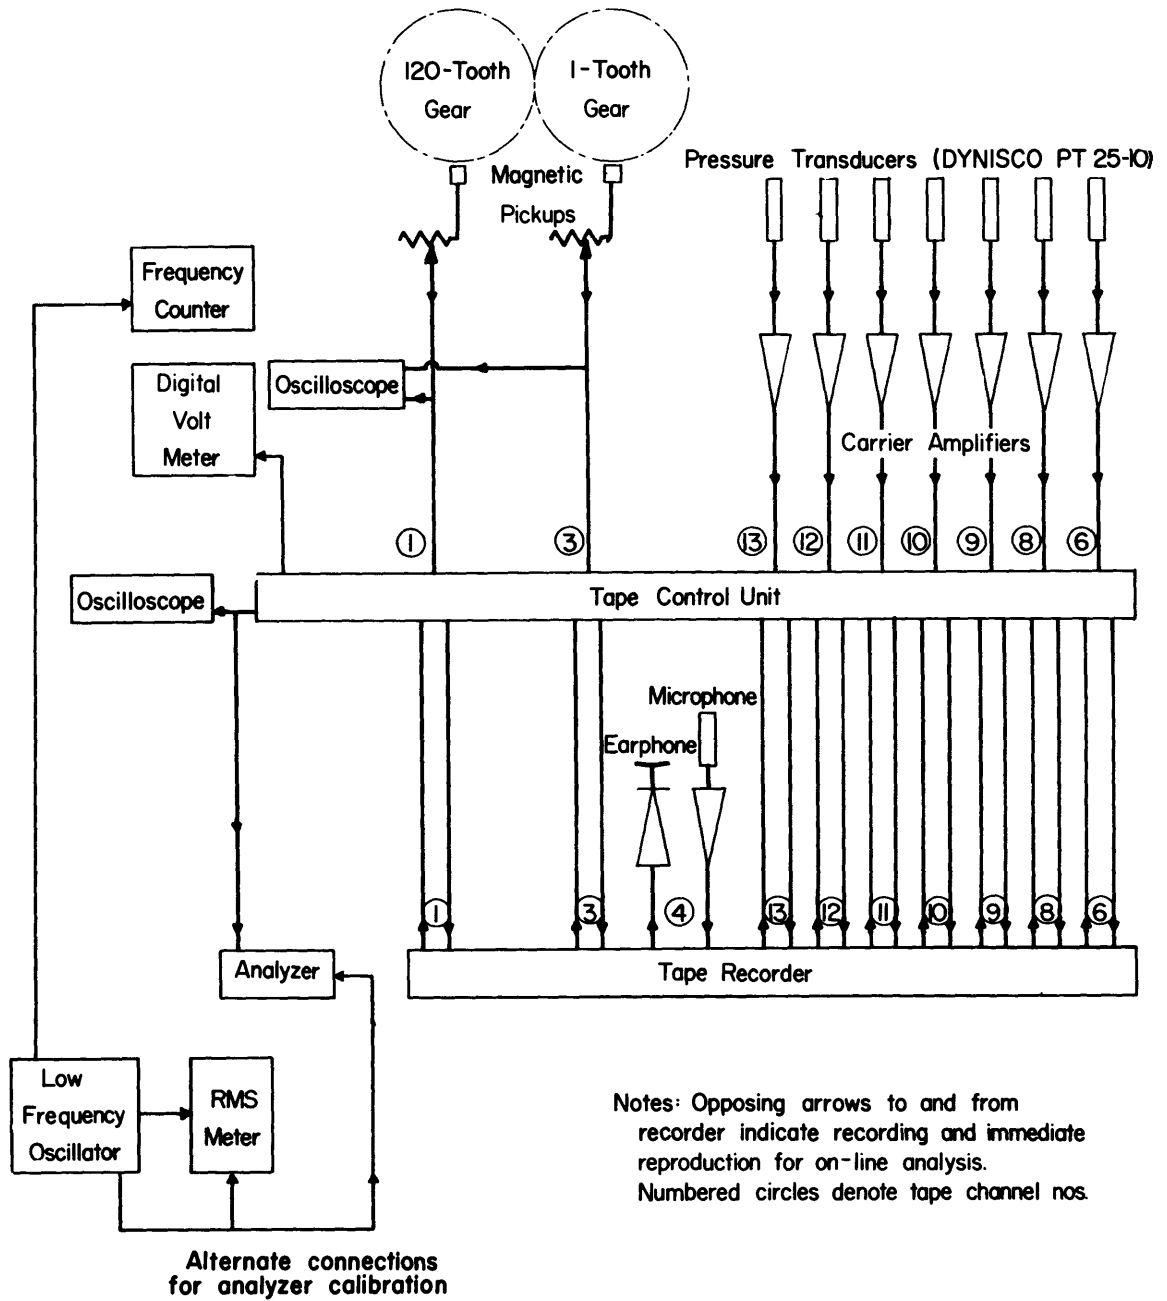 120-Tooth
Gear
1-Tooth
Gear
Magnetic
Pickups
Pressure Transducers (DYNISCO PT 25-10)
Frequency
Counter
Digital
Volt
Meter
Oscilloscope
Carrier Amplifiers
1
3
13
12
11
10
9
8
6
Oscilloscope
Tape Control Unit
Microphone
Earphone
1
3
4
13
12
11
10
9
8
6
Analyzer
Tape Recorder
Low
Frequency
Oscillator
RMS
Meter
Notes: Opposing arrows to and from
recorder indicate recording and immediate
reproduction for on-line analysis.
Numbered circles denote tape channel nos.
Alternate connections
for analyzer calibration